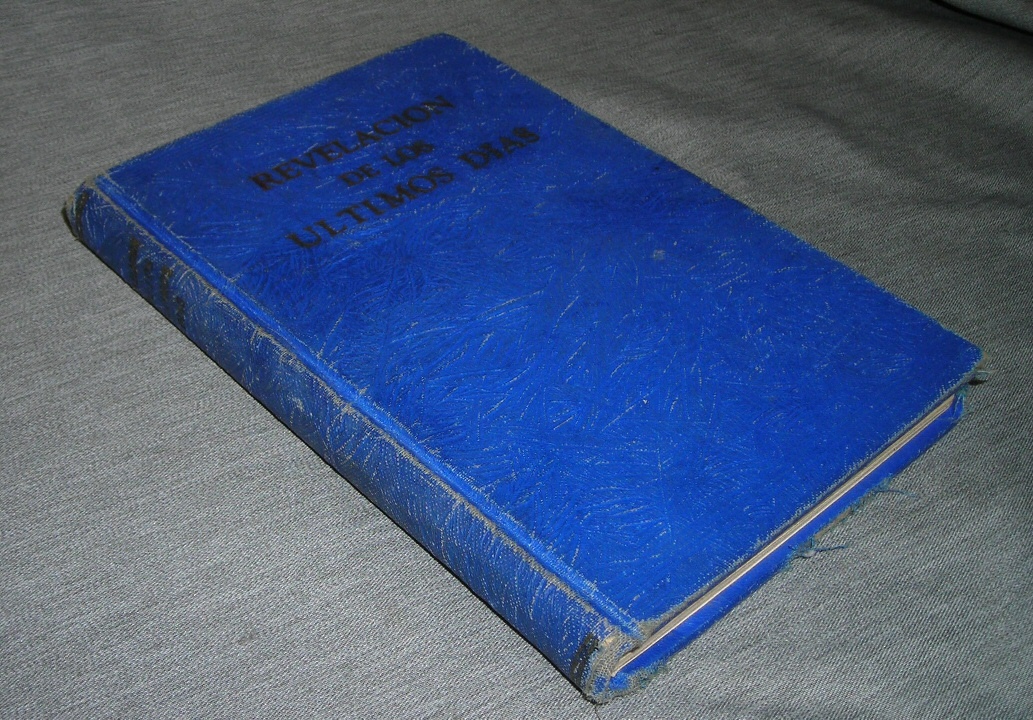 REVELACION
DE LOS
ULTIMOS DIAS